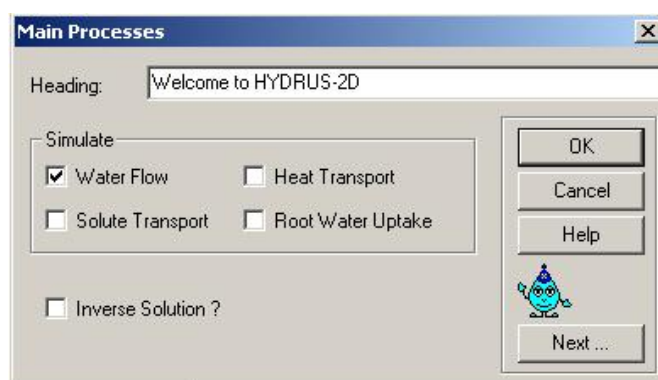 Main Processes
Heading: Welcome to HYDRUS-2D
Simulate
Water Flow Heat Transport
Solute Transport Root Water Uptake
Inverse Solution ?
OK
Cancel
Help
Next ...